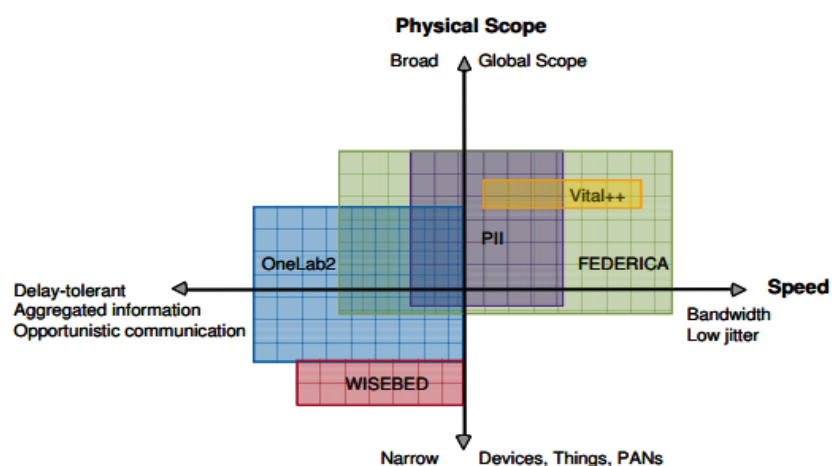 Physical Scope
Broad
Global Scope
Vital++
PII
OneLab2
FEDERICA
Speed
Delay-tolerant
Aggregated information
Opportunistic communication
Bandwidth
Low jitter
WISEBED
Narrow
Devices, Things, PANs